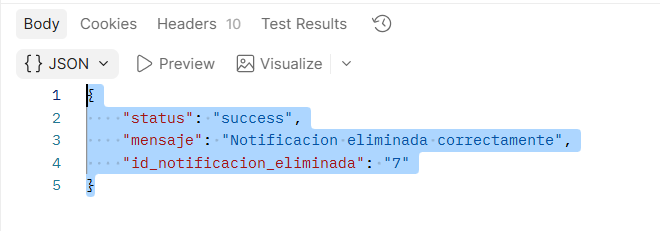 Body Cookies Headers 10 Test Results
{} JSON Preview Visualize
1 {
2 "status": "success",
3 "mensaje": "Notificacion eliminada correctamente",
4 "id_notificacion_eliminada": "7"
5 }